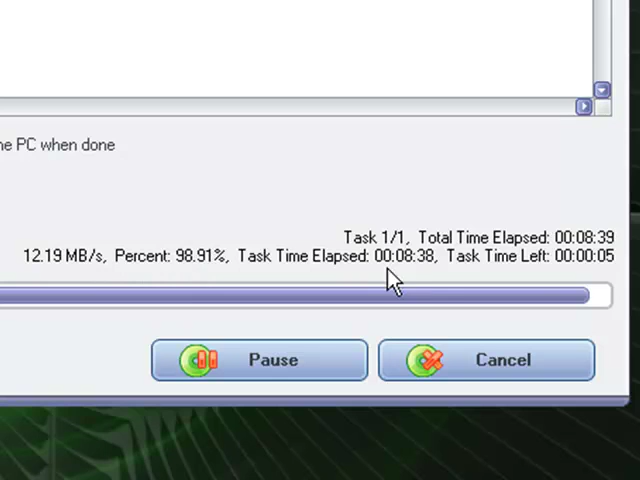 PC when done
Task 1/1, Total Time Elapsed: 00:08:39
12.19 MB/s, Percent: 98.91%, Task Time Elapsed: 00:08:38, Task Time Left: 00:00:05
Pause
Cancel